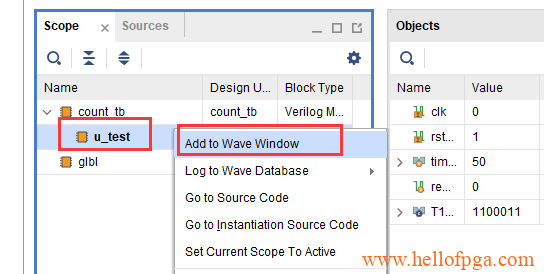 Scope × Sources
Objects
Name Design U... Block Type
Name Value
count_tb count_tb Verilog M...
clk 0
u_test
rst... 1
glbl
tim... 50
re... 0
T1... 1100011
Add to Wave Window
Log to Wave Database
Go to Source Code
Go to Instantiation Source Code
Set Current Scope To Active
www.hellofpga.com